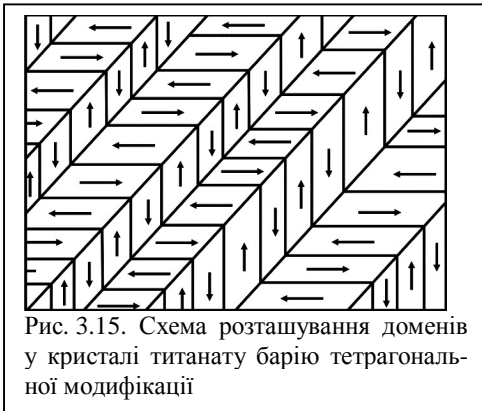 Рис. 3.15. Схема розташування доменів
у кристалі титанату барію тетрагональ-
ної модифікації